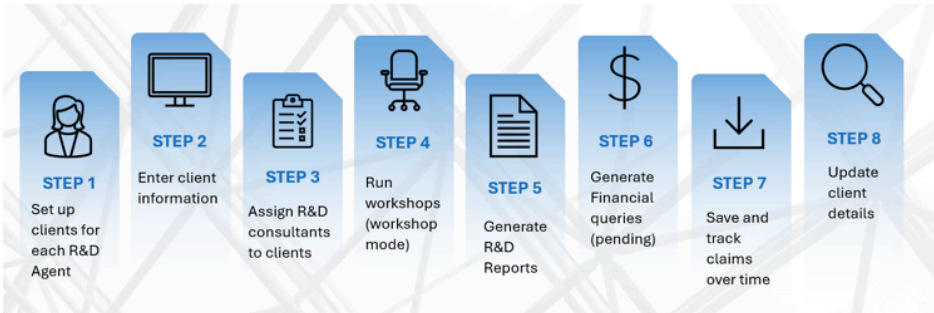 STEP 1
Set up
clients for
each R&D
Agent
STEP 2
Enter client
information
STEP 3
Assign R&D
consultants
to clients
STEP 4
Run
workshops
(workshop
mode)
STEP 5
Generate
R&D
Reports
STEP 6
Generate
Financial
queries
(pending)
STEP 7
Save and
track
claims
over time
STEP 8
Update
client
details